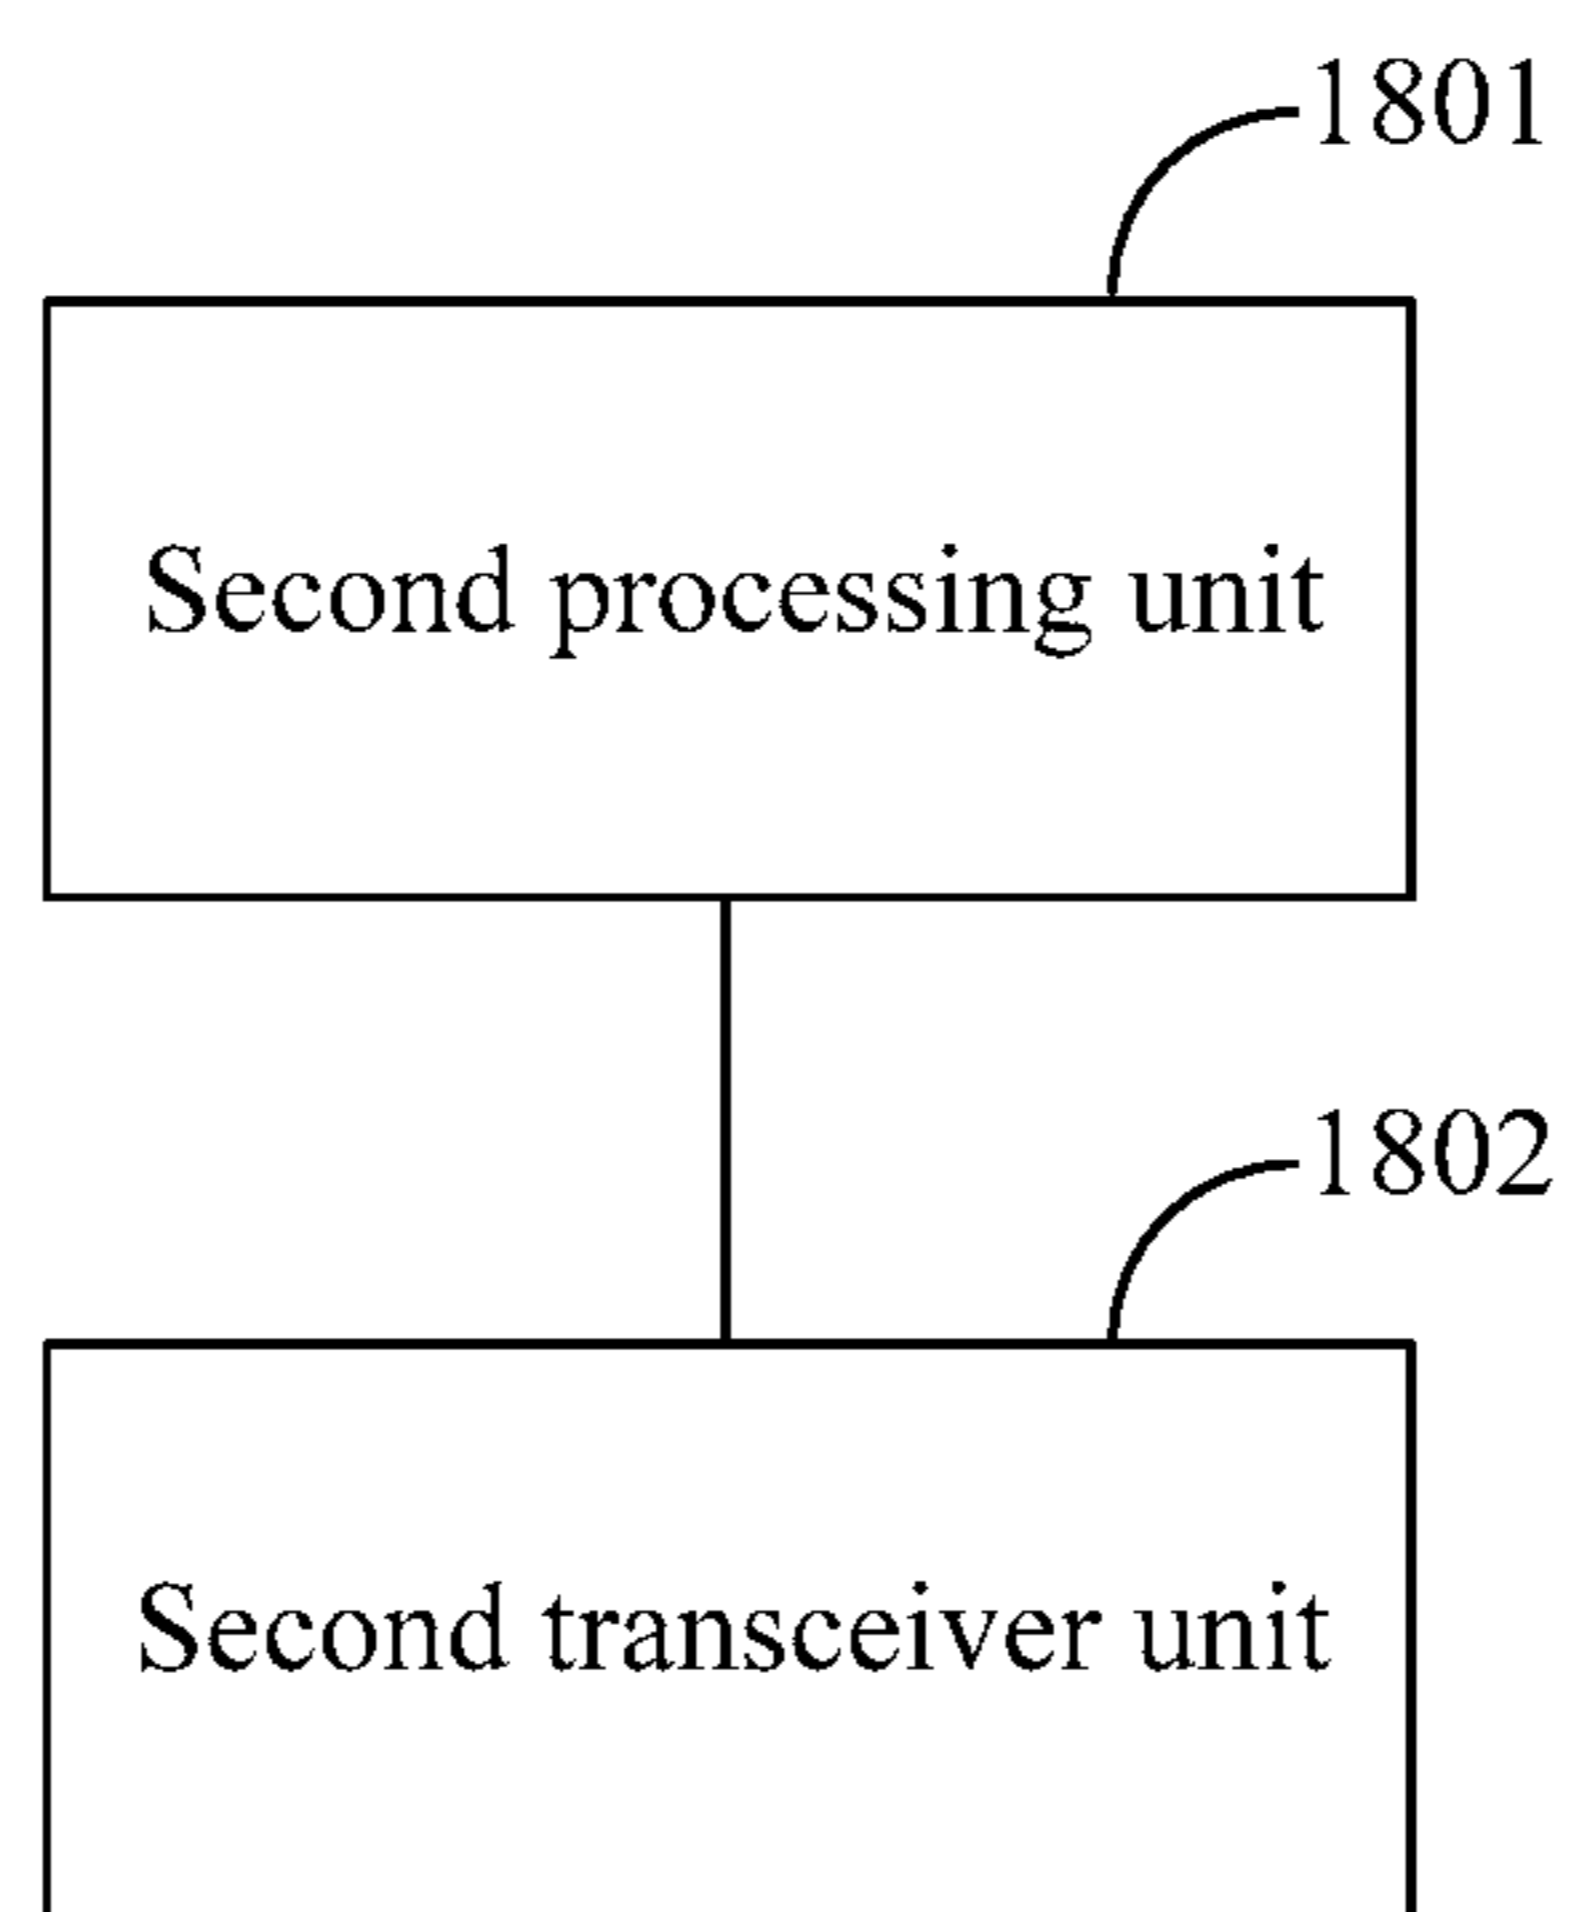 1801
Second processing unit
1802
Second transceiver unit